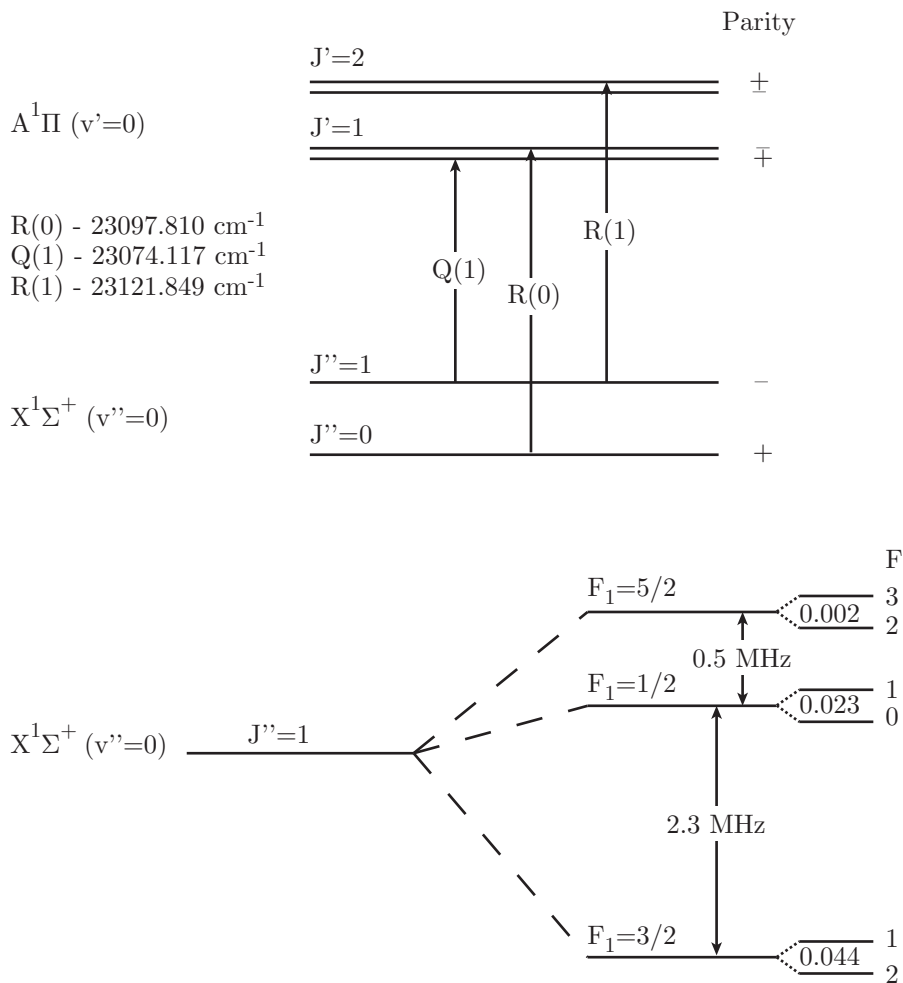 Parity
J'=2
±
–
A¹Π (v'=0)
J'=1
–
∓
R(0) - 23097.810 cm⁻¹
Q(1) - 23074.117 cm⁻¹
R(1) - 23121.849 cm⁻¹
R(1)
Q(1)
R(0)
J''=1
–
X¹Σ⁺ (v''=0)
J''=0
+
F
F₁=5/2
3
0.002
2
0.5 MHz
F₁=1/2
1
0.023
0
X¹Σ⁺ (v''=0)
J''=1
2.3 MHz
F₁=3/2
1
0.044
2